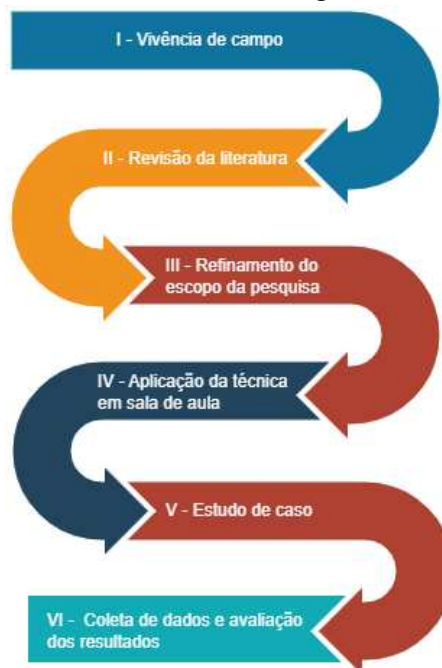 I - Vivência de campo
II - Revisão da literatura
III - Refinamento do
escopo da pesquisa
IV - Aplicação da técnica
em sala de aula
V - Estudo de caso
VI - Coleta de dados e avaliação
dos resultados